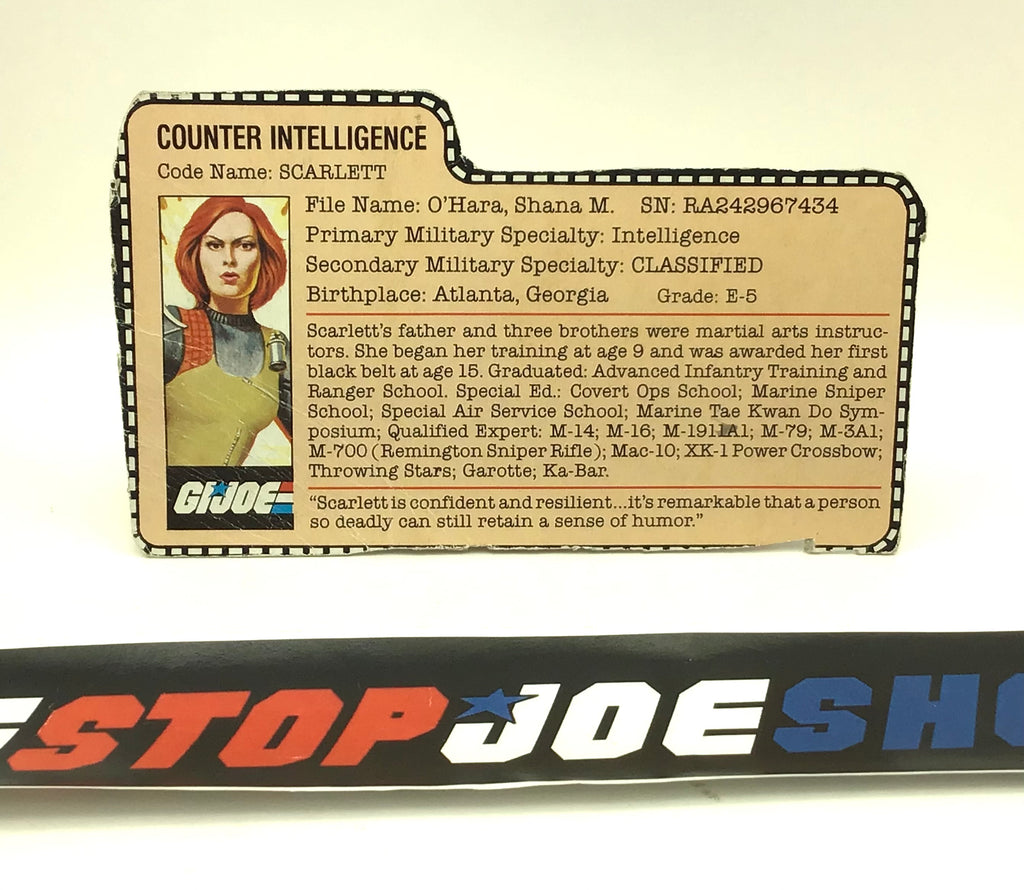 COUNTER INTELLIGENCE
Code Name: SCARLETT
File Name: O'Hara, Shana M. SN: RA242967434
Primary Military Specialty: Intelligence
Secondary Military Specialty: CLASSIFIED
Birthplace: Atlanta, Georgia Grade: E-5
Scarlett's father and three brothers were martial arts instruc-
tors. She began her training at age 9 and was awarded her first
black belt at age 15. Graduated: Advanced Infantry Training and
Ranger School. Special Ed.: Covert Ops School; Marine Sniper
School; Special Air Service School; Marine Tae Kwan Do Sym-
posium; Qualified Expert: M-14; M-16; M-1911A1; M-79; M-3A1;
M-700 (Remington Sniper Rifle); Mac-10; XK-1 Power Crossbow;
Throwing Stars; Garotte; Ka-Bar.
GI JOE
"Scarlett is confident and resilient...it's remarkable that a person
so deadly can still retain a sense of humor."
STOP JOE SHO